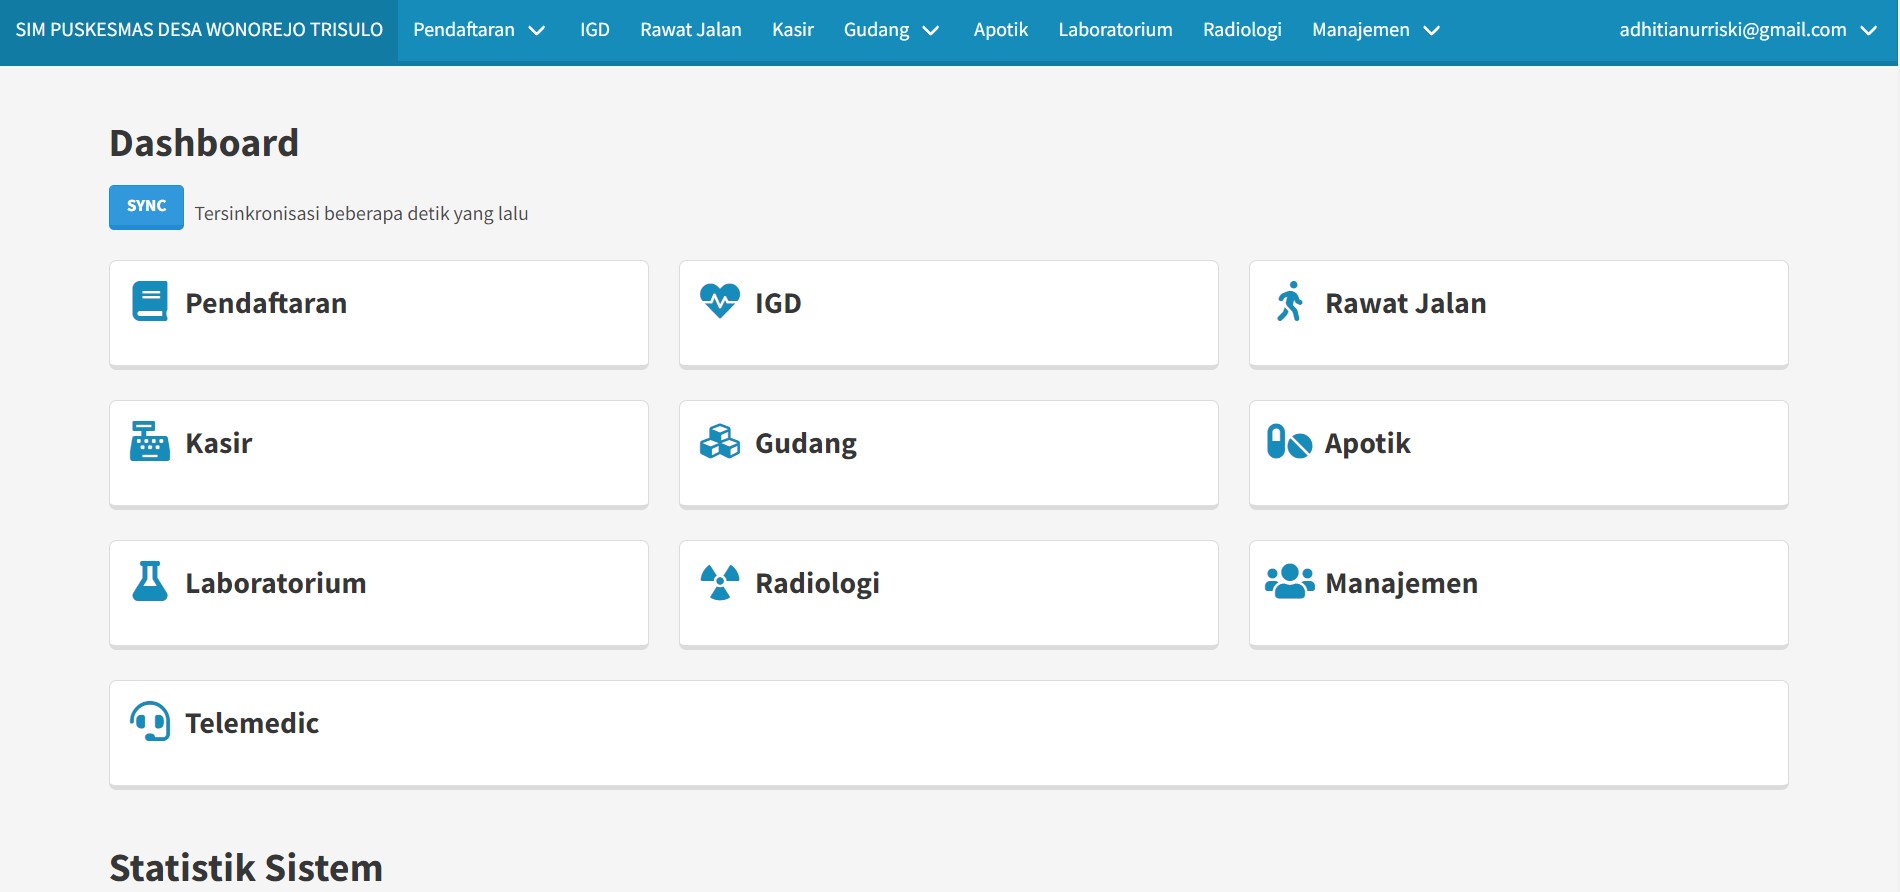 SIM PUSKESMAS DESA WONOREJO TRISULO Pendaftaran IGD Rawat Jalan Kasir Gudang Apotik Laboratorium Radiologi Manajemen adhitianurriski@gmail.com
Dashboard
SYNC Tersinkronisasi beberapa detik yang lalu
Pendaftaran IGD Rawat Jalan
Kasir Gudang Apotik
Laboratorium Radiologi Manajemen
Telemedic
Statistik Sistem